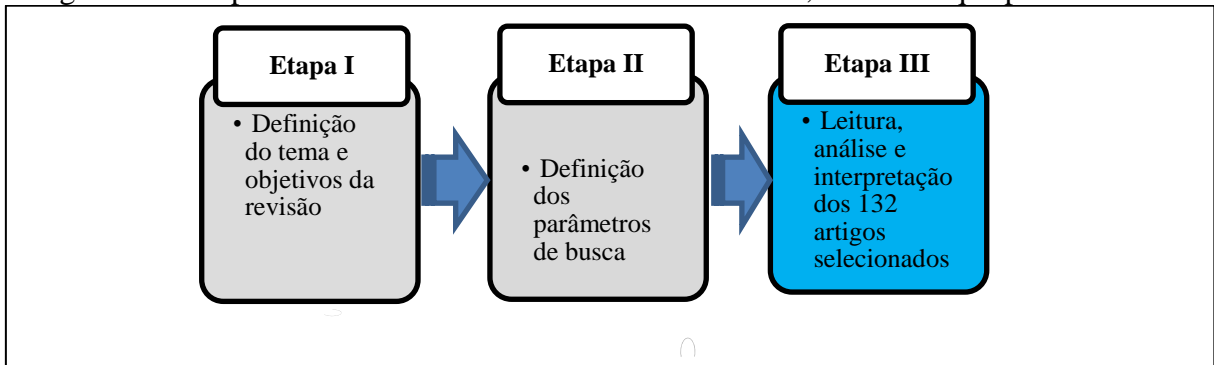 Etapa I
• Definição
do tema e
objetivos da
revisão
Etapa II
• Definição
dos
parâmetros
de busca
Etapa III
• Leitura,
análise e
interpretação
dos 132
artigos
selecionados